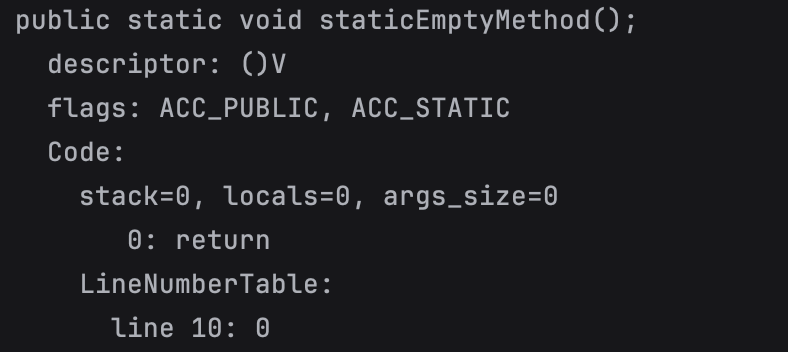 public static void staticEmptyMethod();
  descriptor: ()V
  flags: ACC_PUBLIC, ACC_STATIC
  Code:
    stack=0, locals=0, args_size=0
       0: return
    LineNumberTable:
      line 10: 0